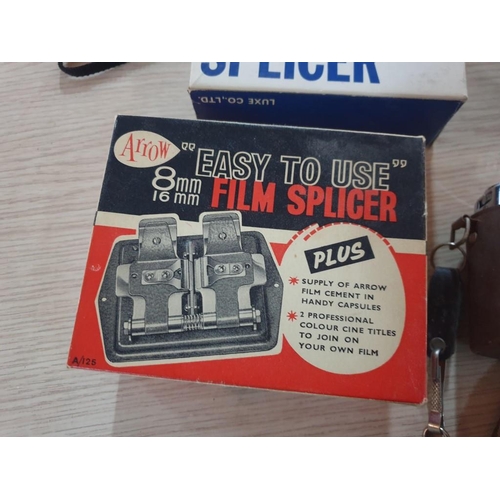 SPLICER
LUXE CO., LTD.
Arrow
"EASY TO USE"
8mm
16mm
FILM SPLICER
PLUS
* SUPPLY OF ARROW
FILM CEMENT IN
HANDY CAPSULES
* 2 PROFESSIONAL
COLOUR CINE TITLES
TO JOIN ON
YOUR OWN FILM
A/126